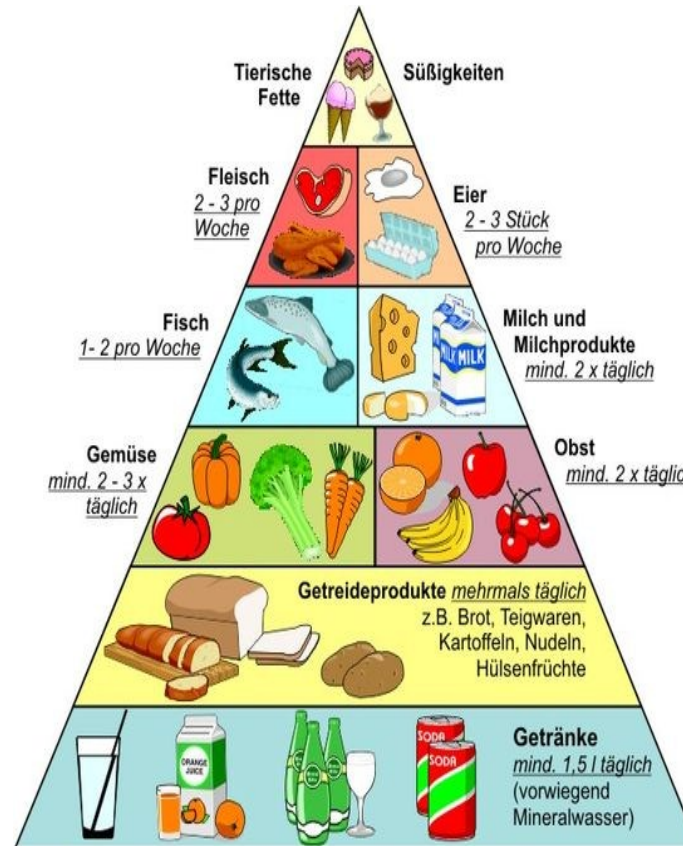 Tierische
Fette
Süßigkeiten
Fleisch
2 - 3 pro
Woche
Eier
2 - 3 Stück
pro Woche
Fisch
1- 2 pro Woche
Milch und
Milchprodukte
mind. 2 x täglich
MILK
MILK
Gemüse
mind. 2 - 3 x
täglich
Obst
mind. 2 x täglic
Getreideprodukte mehrmals täglich
z.B. Brot, Teigwaren,
Kartoffeln, Nudeln,
Hülsenfrüchte
Getränke
mind. 1,5 l täglich
(vorwiegend
Mineralwasser)
ORANGE
JUICE
SODA
SODA